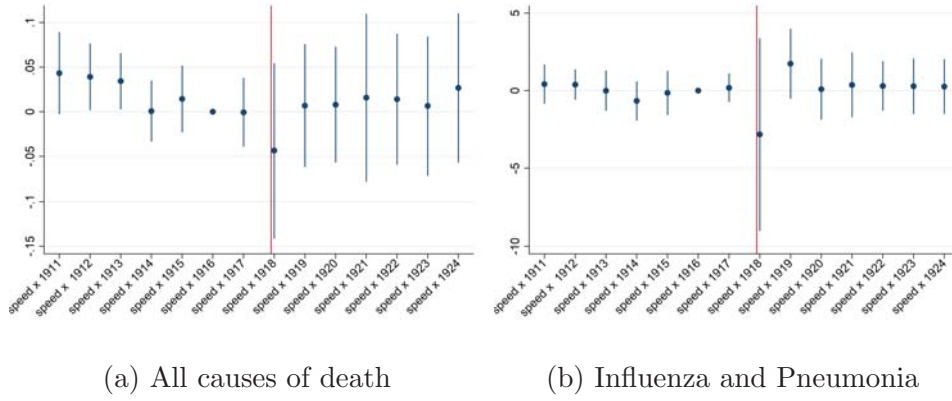 .1
.05
0
-.05
-.1
-.15
speed x 1911
speed x 1912
speed x 1913
speed x 1914
speed x 1915
speed x 1916
speed x 1917
speed x 1918
speed x 1919
speed x 1920
speed x 1921
speed x 1922
speed x 1923
speed x 1924
(a) All causes of death
5
0
-5
-10
speed x 1911
speed x 1912
speed x 1913
speed x 1914
speed x 1915
speed x 1916
speed x 1917
speed x 1918
speed x 1919
speed x 1920
speed x 1921
speed x 1922
speed x 1923
speed x 1924
(b) Influenza and Pneumonia